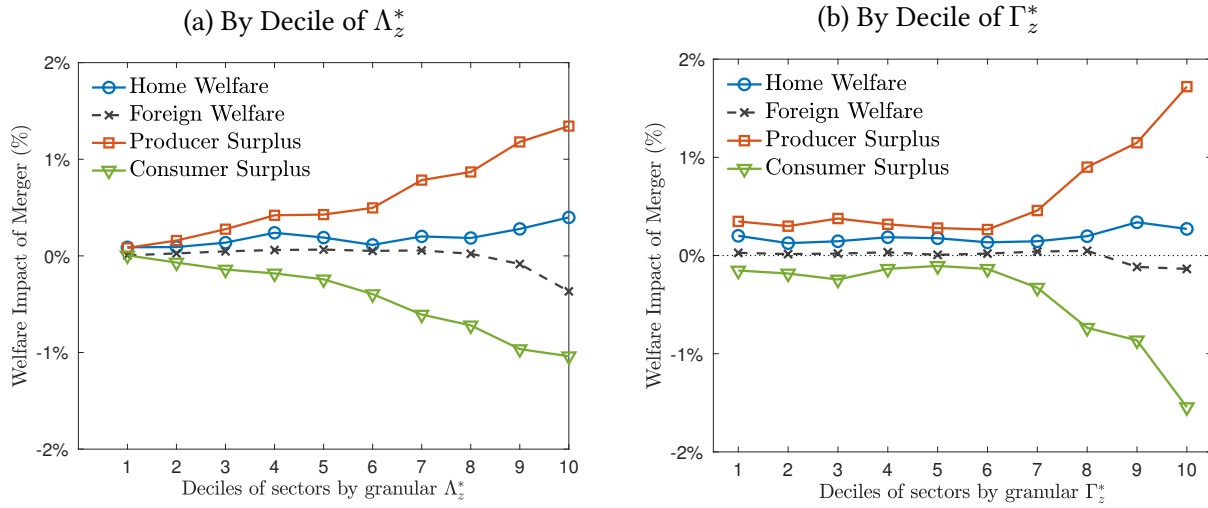 (a) By Decile of Λ*z
2%
1%
0%
-1%
-2%
Welfare Impact of Merger (%)
Home Welfare
Foreign Welfare
Producer Surplus
Consumer Surplus
1 2 3 4 5 6 7 8 9 10
Deciles of sectors by granular Λ*z
(b) By Decile of Γ*z
2%
1%
0%
-1%
-2%
Welfare Impact of Merger (%)
Home Welfare
Foreign Welfare
Producer Surplus
Consumer Surplus
1 2 3 4 5 6 7 8 9 10
Deciles of sectors by granular Γ*z